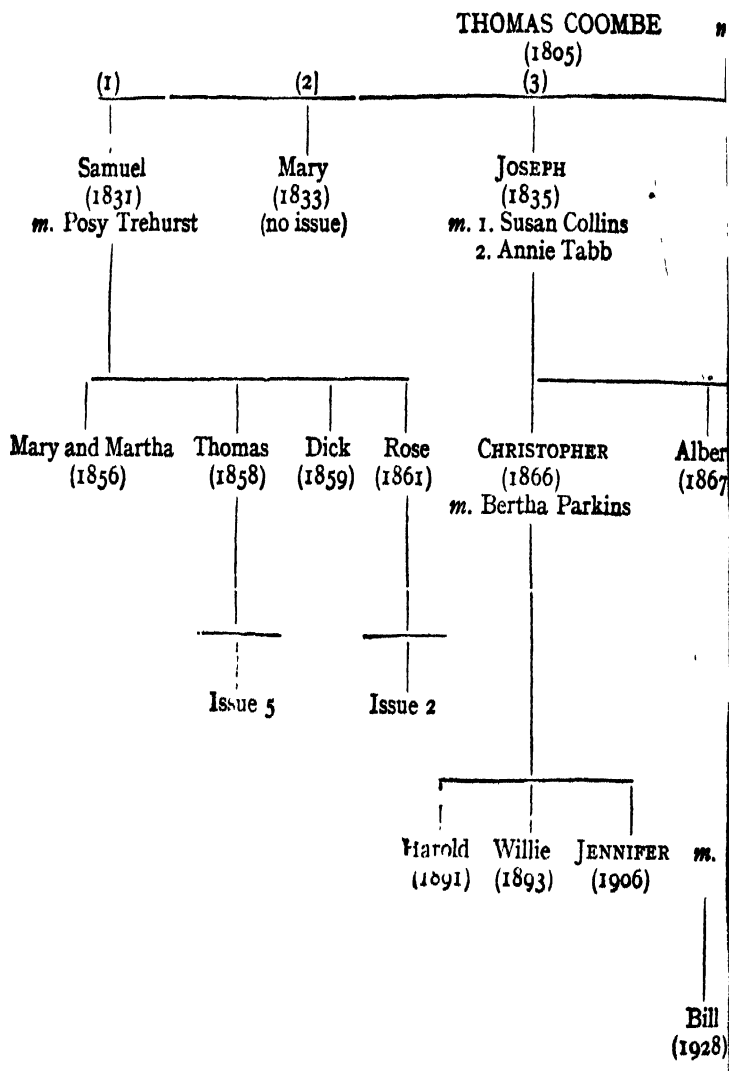 THOMAS COOMBE
(1805)
(1) (2] (3)
Samuel Mary JOSEPH
(1831) (1833) (1835)
m. Posy Trehurst (no issue) m. 1. Susan Collins
2. Annie Tabb
Mary and Martha Thomas Dick Rose CHRISTOPHER Alber
(1856) (1858) (1859) (1861) (1866) (1867
m. Bertha Parkins
Issue 5 Issue 2
Harold Willie JENNIFER m.
(1891) (1893) (1906)
Bill
(1928)